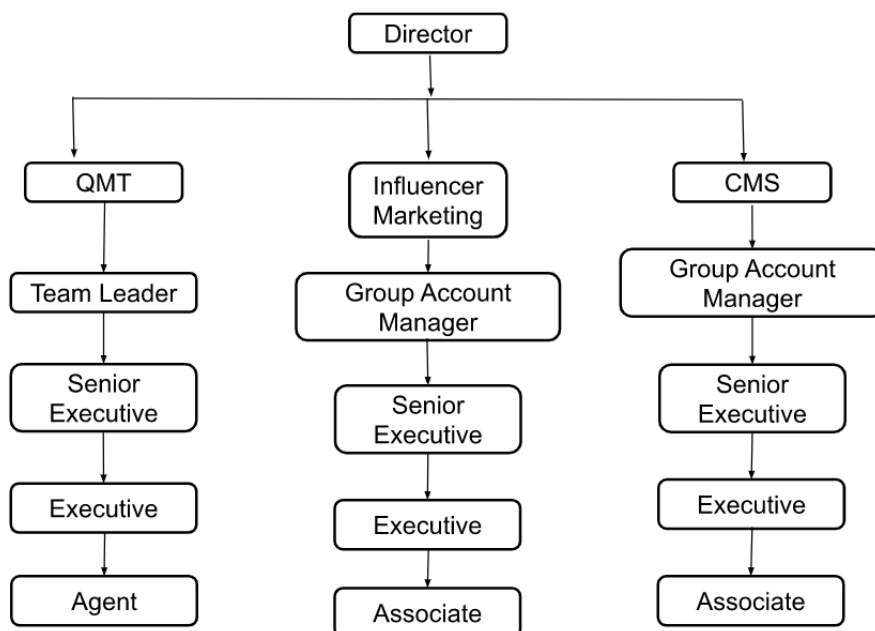 Director
QMT
Team Leader
Senior
Executive
Executive
Agent
Influencer
Marketing
Group Account
Manager
Senior
Executive
Executive
Associate
CMS
Group Account
Manager
Senior
Executive
Executive
Associate